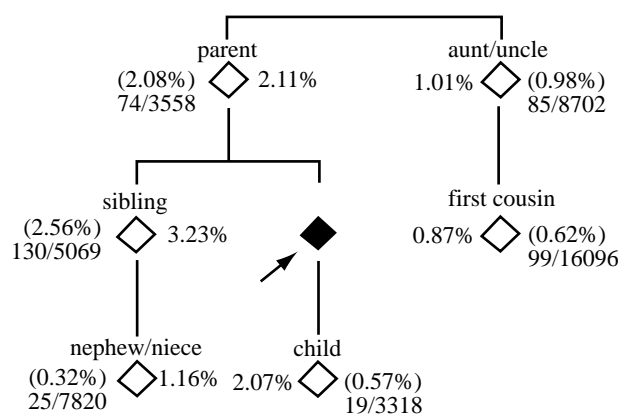 parent
aunt/uncle
(2.08%) 2.11%
74/3558
1.01% (0.98%)
85/8702
sibling
(2.56%) 3.23%
130/5069
first cousin
0.87% (0.62%)
99/16096
nephew/niece
(0.32%) 1.16%
25/7820
child
2.07% (0.57%)
19/3318